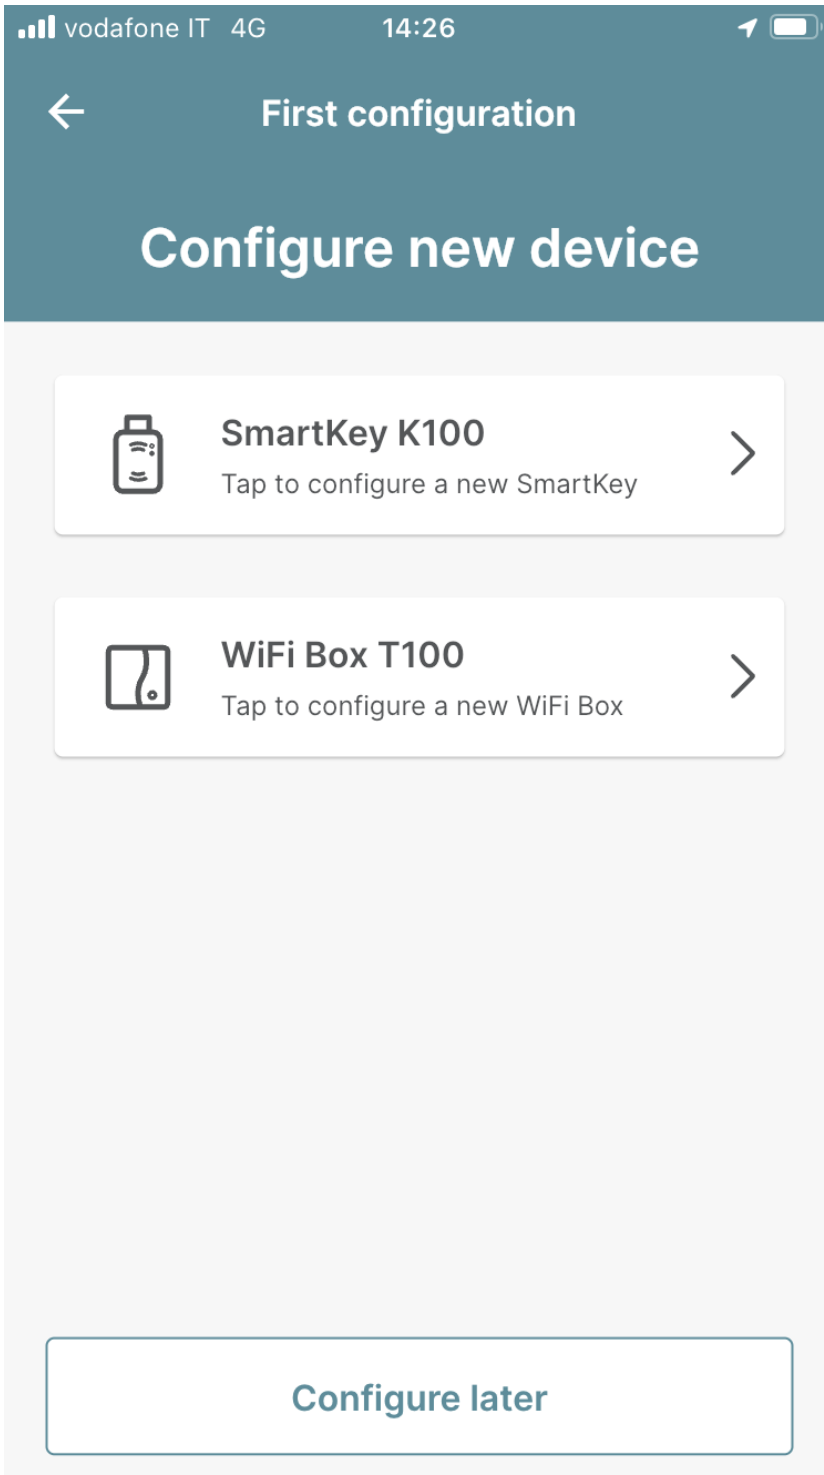 vodafone IT 4G 14:26
First configuration
Configure new device
SmartKey K100
Tap to configure a new SmartKey
WiFi Box T100
Tap to configure a new WiFi Box
Configure later